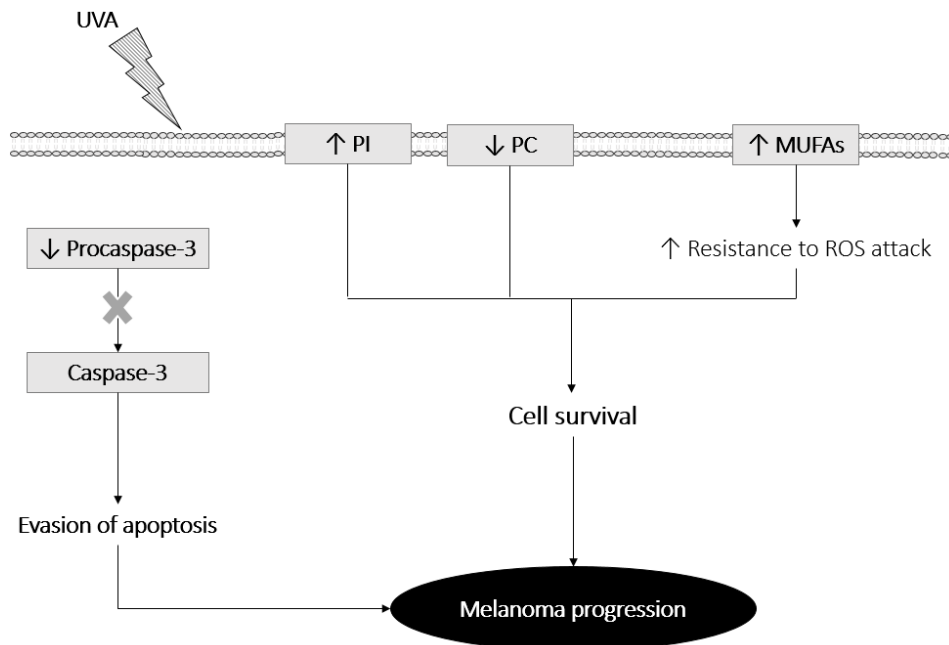 UVA
↑ PI
↓ PC
↑ MUFAs
↓ Procaspase-3
↑ Resistance to ROS attack
Caspase-3
Cell survival
Evasion of apoptosis
Melanoma progression